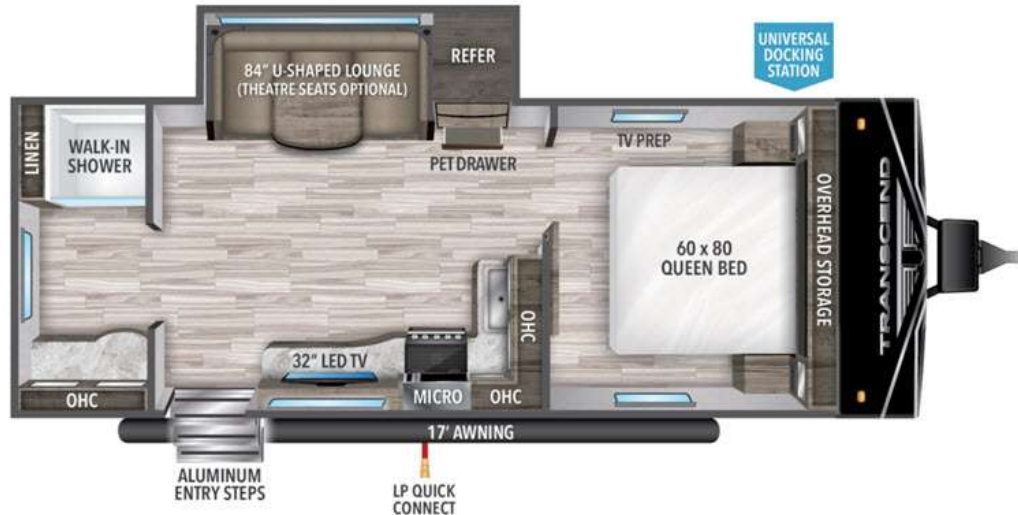 UNIVERSAL
DOCKING
STATION
84" U-SHAPED LOUNGE
(THEATRE SEATS OPTIONAL)
REFER
LINEN
WALK-IN
SHOWER
PET DRAWER
TV PREP
OVERHEAD STORAGE
TRANSCEND
60 x 80
QUEEN BED
OHC
32" LED TV
OHC
MICRO
OHC
17' AWNING
ALUMINUM
ENTRY STEPS
LP QUICK
CONNECT